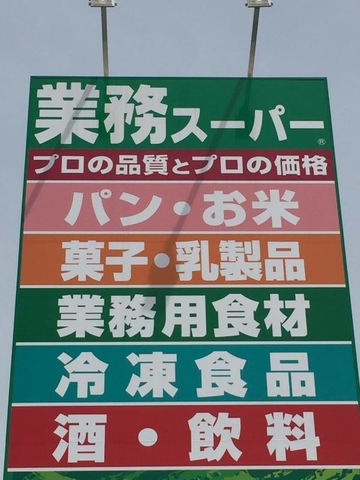 業務スーパー®
プロの品質とプロの価格
パン・お米
菓子・乳製品
業務用食材
冷凍食品
酒・飲料